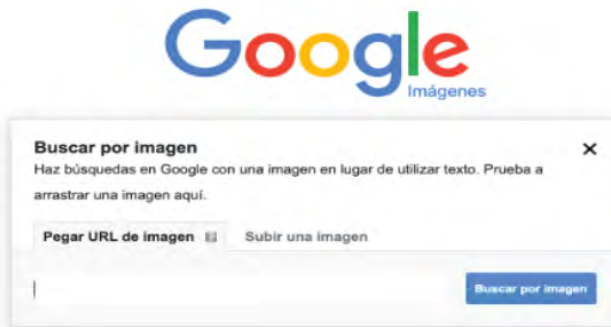 Google
Imágenes
Buscar por imagen
Haz búsquedas en Google con una imagen en lugar de utilizar texto. Prueba a
arrastrar una imagen aquí.
Pegar URL de imagen Subir una imagen
Buscar por imagen